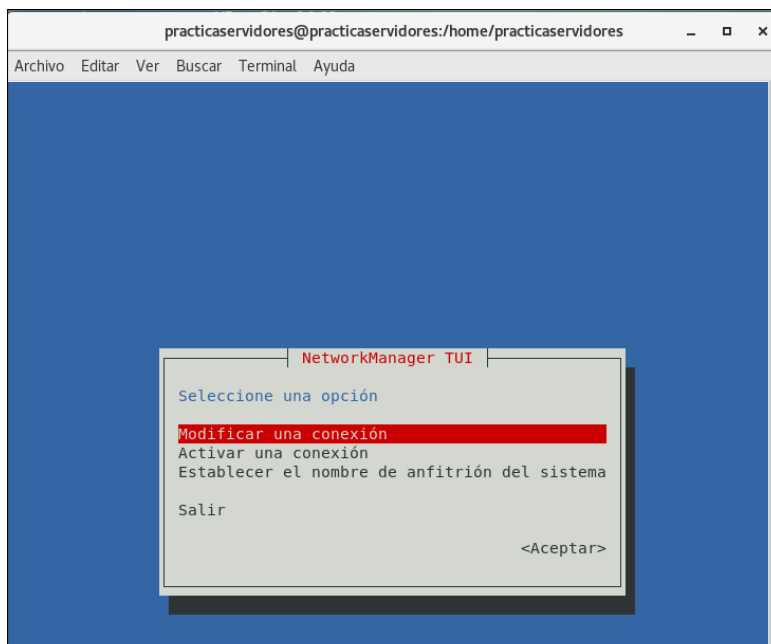 practicaservidores@practicaservidores:/home/practicaservidores
Archivo Editar Ver Buscar Terminal Ayuda
NetworkManager TUI
Seleccione una opción
Modificar una conexión
Activar una conexión
Establecer el nombre de anfitrión del sistema
Salir
<Aceptar>